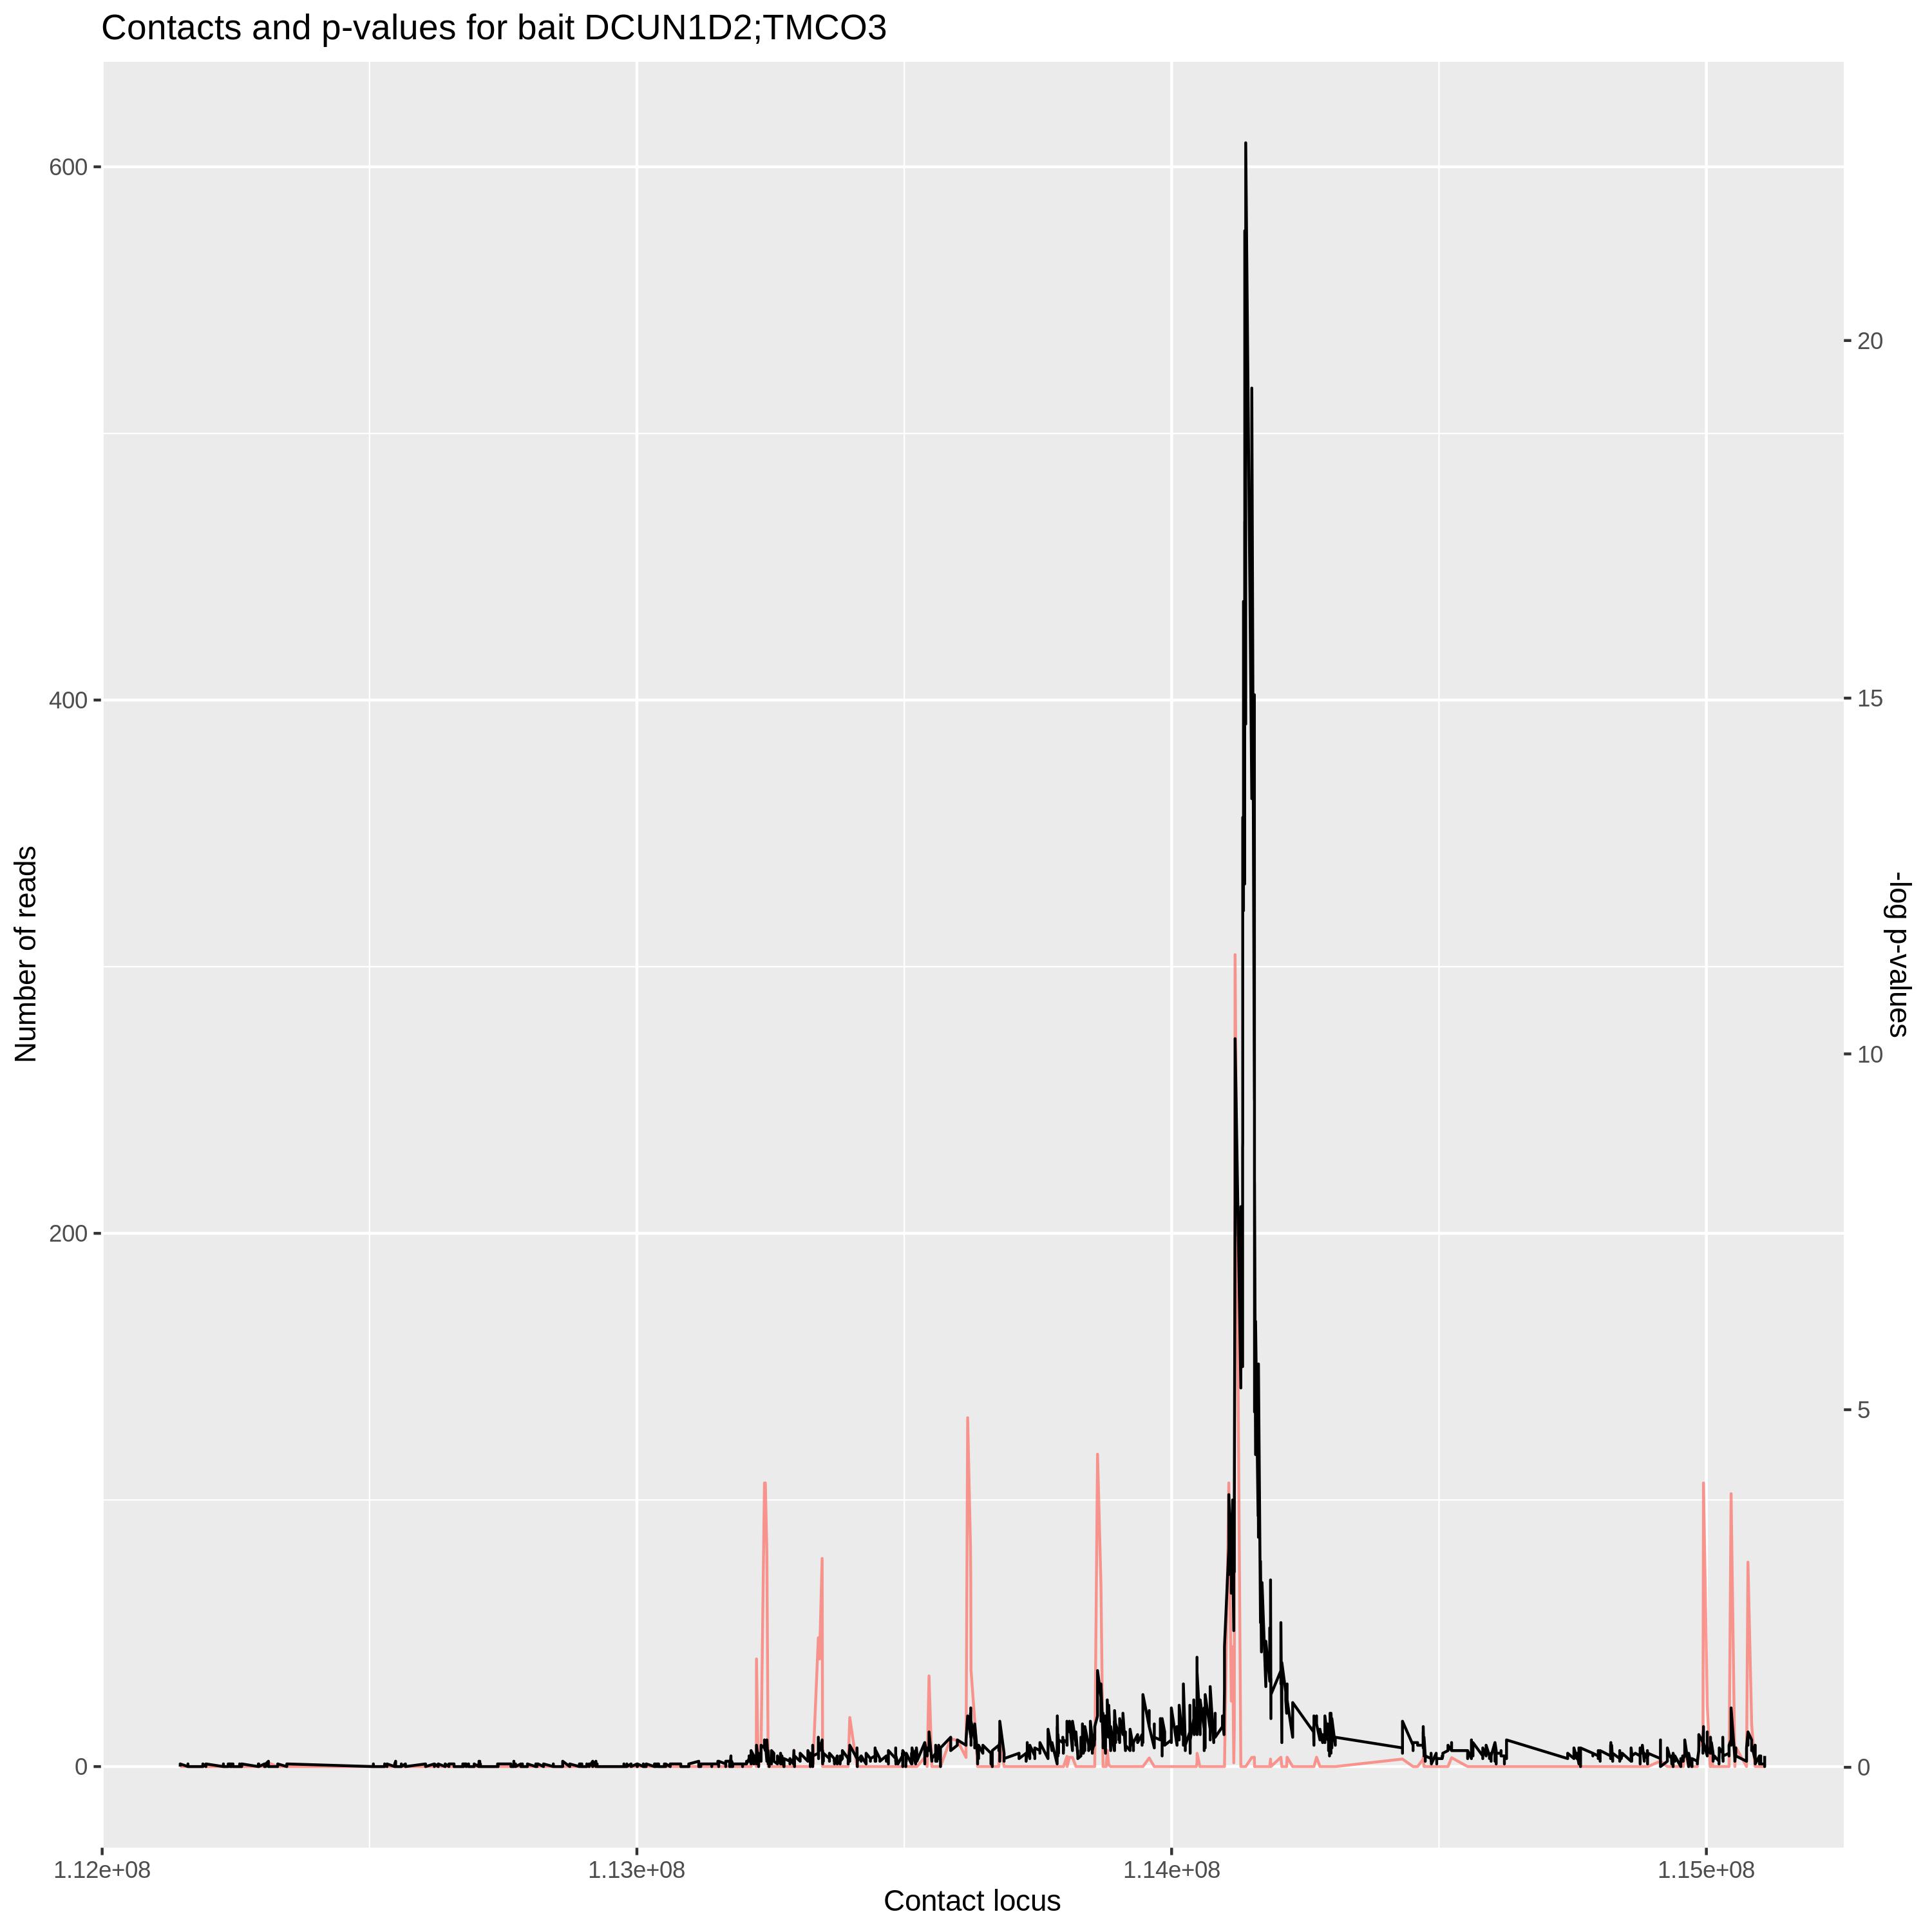 Contacts and p-values for bait DCUN1D2;TMCO3
600
400
200
0
Number of reads
20
15
10
5
0
-log p-values
1.12e+08 1.13e+08 1.14e+08 1.15e+08
Contact locus